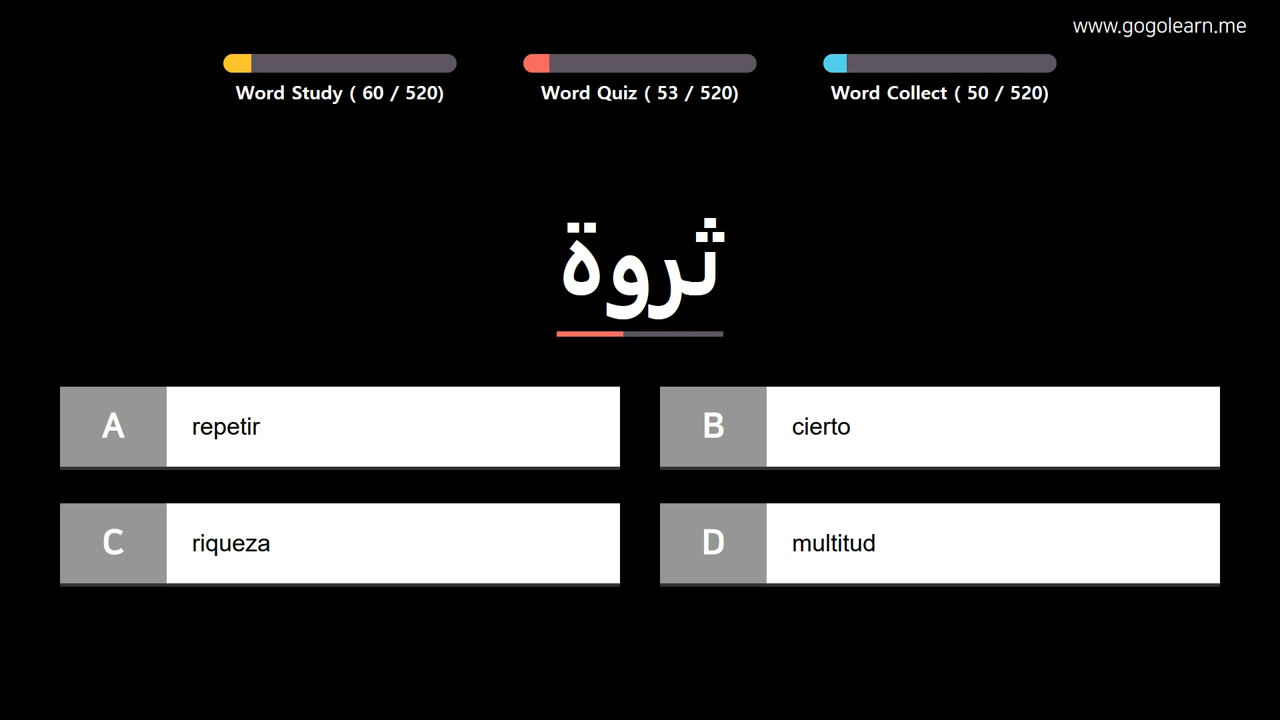 www.gogolearn.me
Word Study ( 60 / 520)
Word Quiz ( 53 / 520)
Word Collect ( 50 / 520)
ثروة
A repetir
B cierto
C riqueza
D multitud